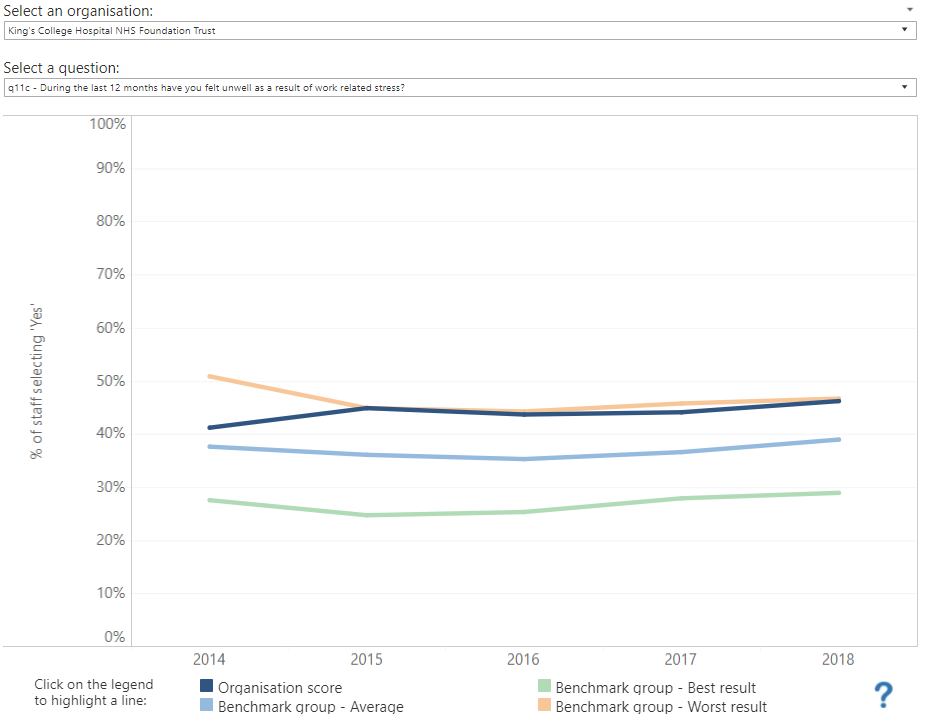 Select an organisation:
King's College Hospital NHS Foundation Trust
Select a question:
q11c - During the last 12 months have you felt unwell as a result of work related stress?
% of staff selecting 'Yes'
100%
90%
80%
70%
60%
50%
40%
30%
20%
10%
0%
2014 2015 2016 2017 2018
Click on the legend
to highlight a line:
Organisation score
Benchmark group - Average
Benchmark group - Best result
Benchmark group - Worst result
?